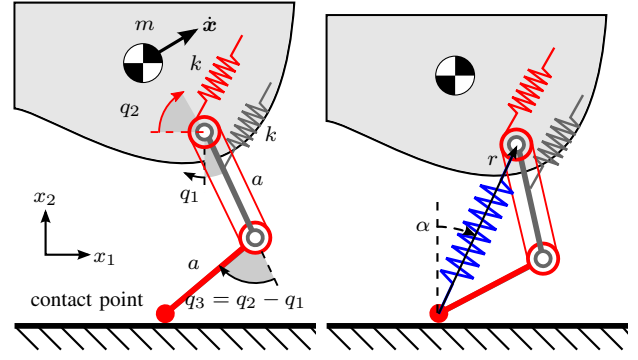 m
ẋ
k
q₂
k
r
q₁
a
x₂
α
x₁
a
contact point
q₃ = q₂ − q₁